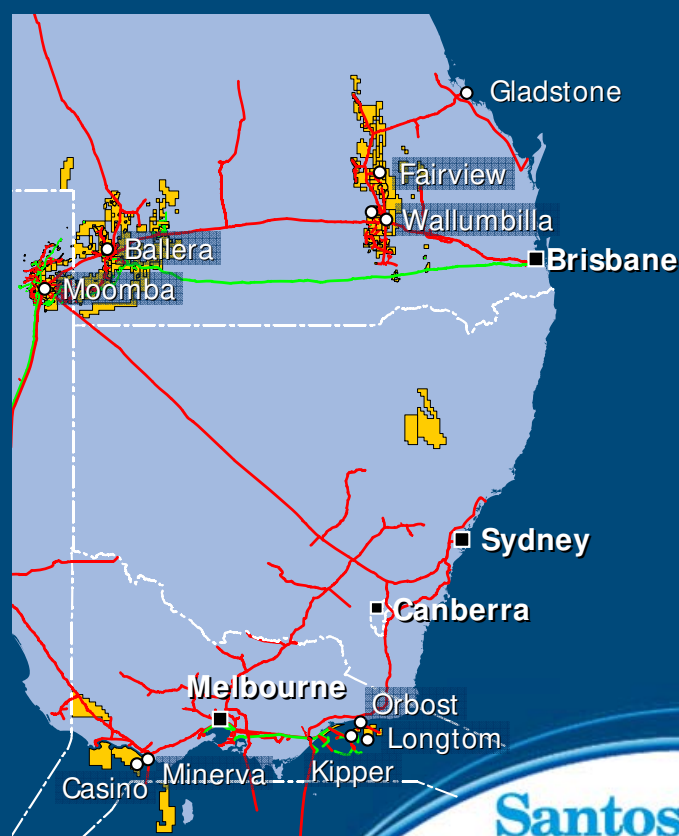 Gladstone
Fairview
Wallumbilla
Ballera
Brisbane
Moomba
Sydney
Canberra
Melbourne
Orbost
Longtom
Minerva
Kipper
Casino
Santos